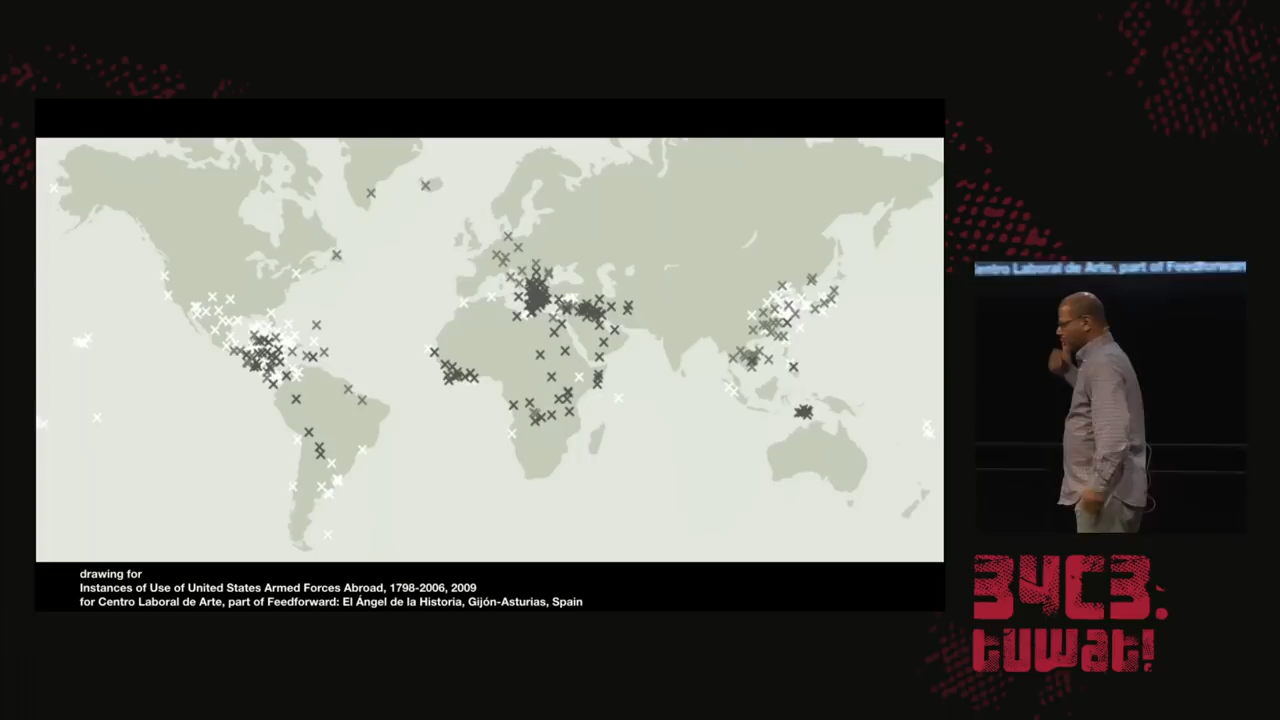 drawing for
Instances of Use of United States Armed Forces Abroad, 1798-2006, 2009
for Centro Laboral de Arte, part of Feedforward: El Ángel de la Historia, Gijón-Asturias, Spain
entro Laboral de Arte, part of Feedforwar
34C3.
tuwat!